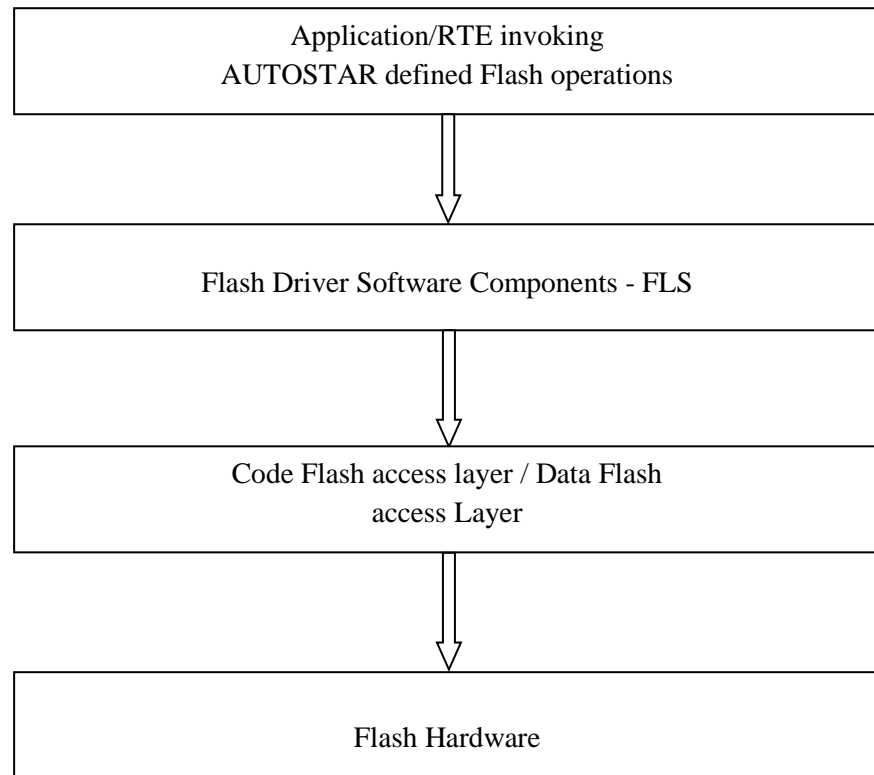 Application/RTE invoking
AUTOSTAR defined Flash operations
Flash Driver Software Components - FLS
Code Flash access layer / Data Flash
access Layer
Flash Hardware